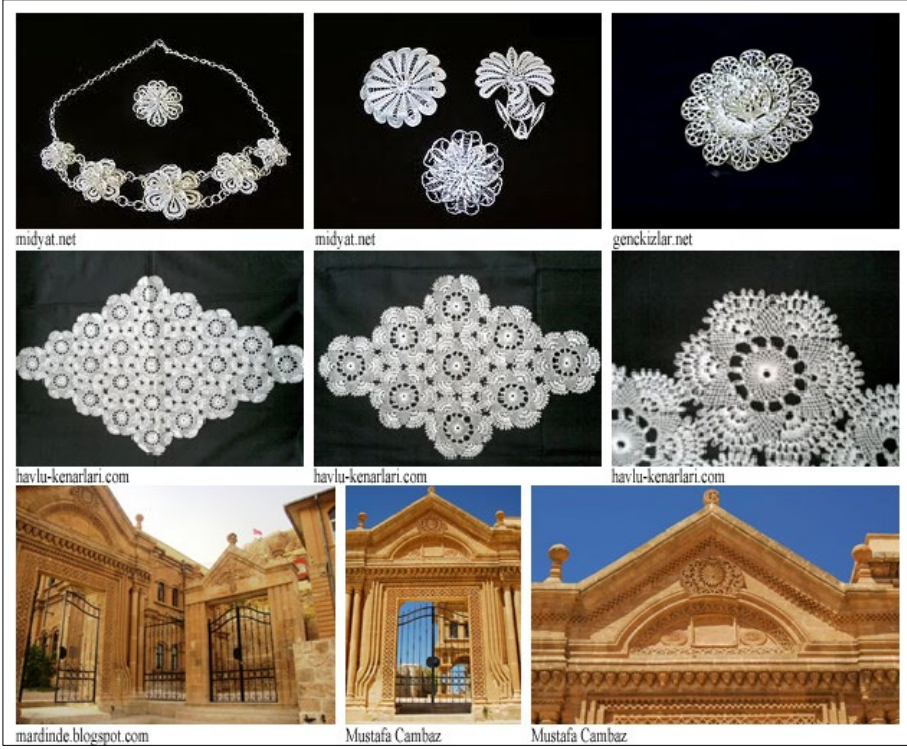 midyat.net
midyat.net
genckizlar.net
havlu-kenarlari.com
havlu-kenarlari.com
havlu-kenarlari.com
mardinde.blogspot.com
Mustafa Cambaz
Mustafa Cambaz